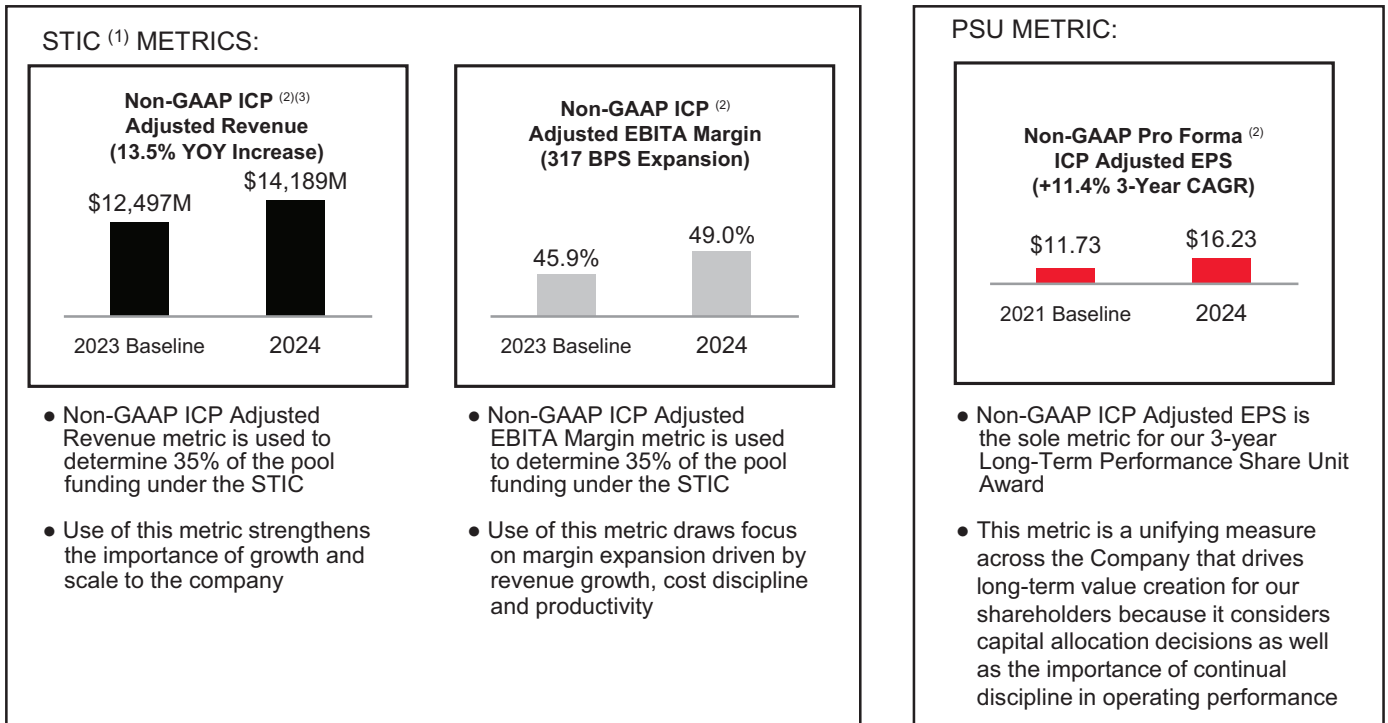 STIC (1) METRICS:
Non-GAAP ICP (2)(3)
Adjusted Revenue
(13.5% YOY Increase)
$14,189M
$12,497M
2023 Baseline
2024
● Non-GAAP ICP Adjusted
Revenue metric is used to
determine 35% of the pool
funding under the STIC
● Use of this metric strengthens
the importance of growth and
scale to the company
Non-GAAP ICP (2)
Adjusted EBITA Margin
(317 BPS Expansion)
49.0%
45.9%
2023 Baseline
2024
● Non-GAAP ICP Adjusted
EBITA Margin metric is used
to determine 35% of the pool
funding under the STIC
● Use of this metric draws focus
on margin expansion driven by
revenue growth, cost discipline
and productivity
PSU METRIC:
Non-GAAP Pro Forma (2)
ICP Adjusted EPS
(+11.4% 3-Year CAGR)
$11.73
$16.23
2021 Baseline
2024
● Non-GAAP ICP Adjusted EPS is
the sole metric for our 3-year
Long-Term Performance Share Unit
Award
● This metric is a unifying measure
across the Company that drives
long-term value creation for our
shareholders because it considers
capital allocation decisions as well
as the importance of continual
discipline in operating performance